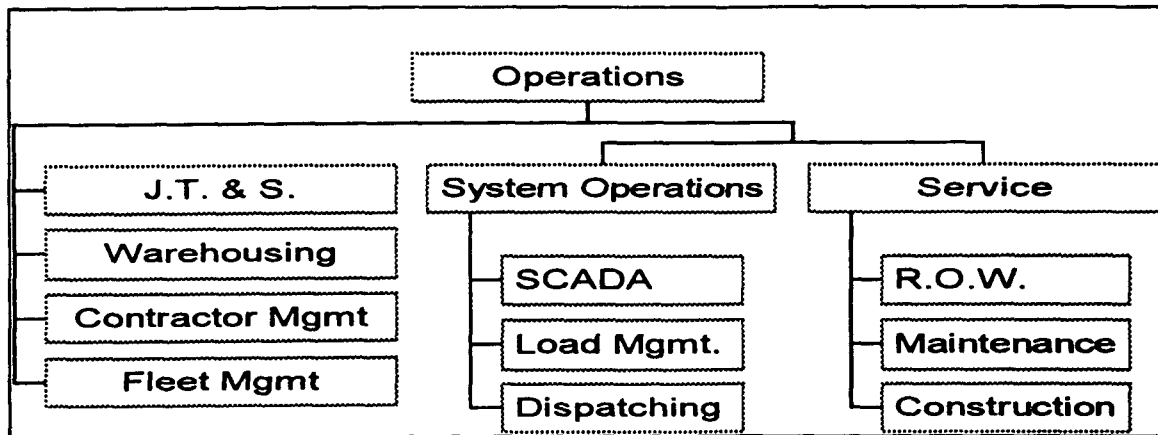 Operations
J.T. & S.
Warehousing
Contractor Mgmt
Fleet Mgmt
System Operations
SCADA
Load Mgmt.
Dispatching
Service
R.O.W.
Maintenance
Construction